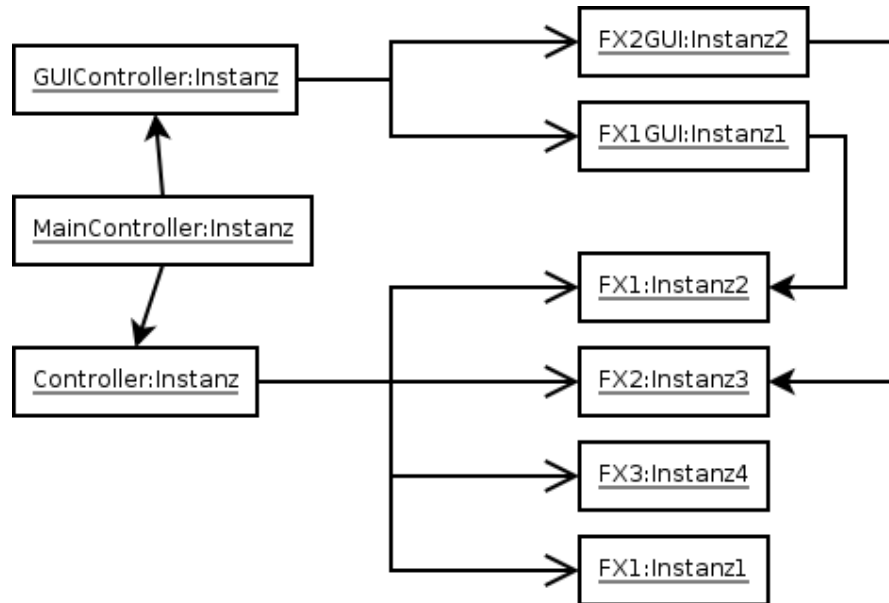 FX2GUI:Instanz2
GUIController:Instanz
FX1GUI:Instanz1
MainController:Instanz
FX1:Instanz2
Controller:Instanz
FX2:Instanz3
FX3:Instanz4
FX1:Instanz1